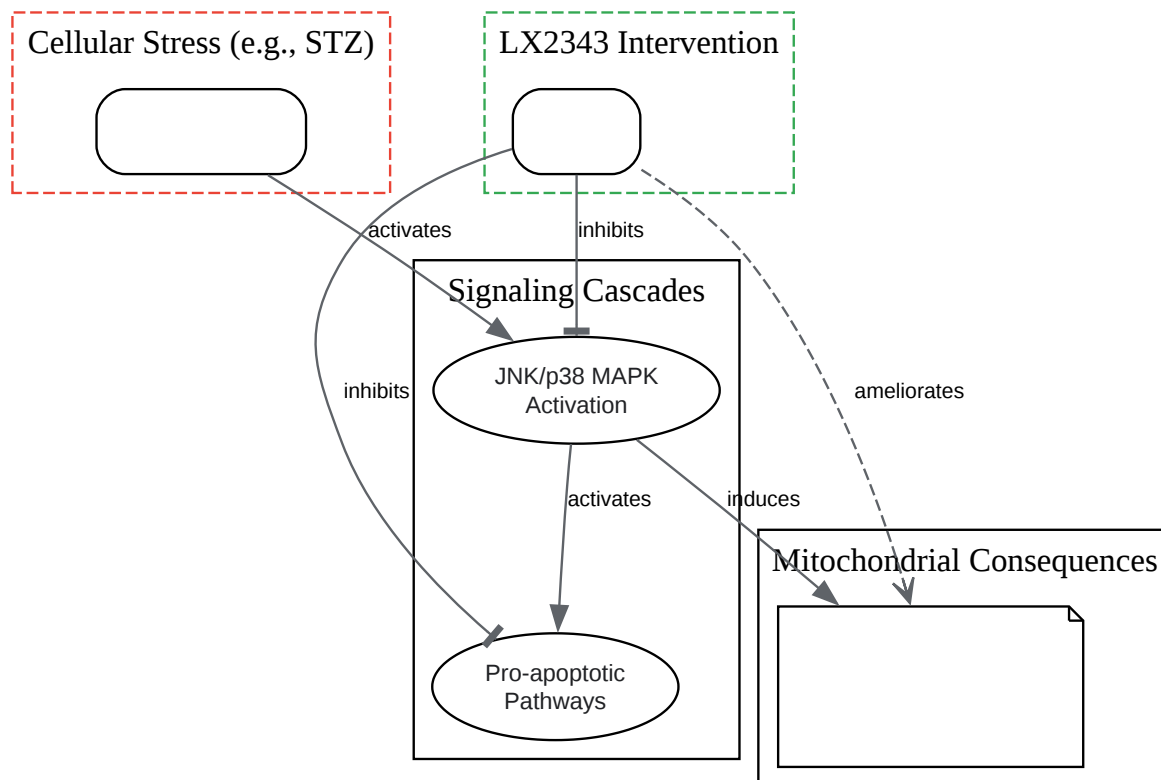 Cellular Stress (e.g., STZ)
LX2343 Intervention
activates
inhibits
Signaling Cascades
JNK/p38 MAPK
Activation
inhibits
ameliorates
activates
induces
Mitochondrial Consequences
Pro-apoptotic
Pathways